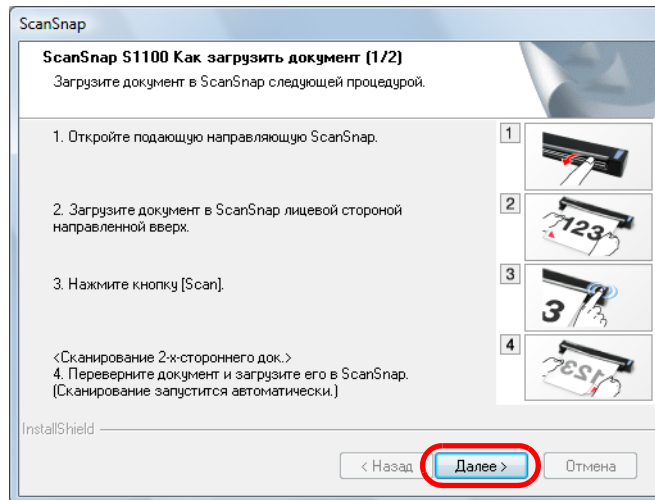 ScanSnap
ScanSnap S1100 Как загрузить документ (1/2)
Загрузите документ в ScanSnap следующей процедурой.
1. Откройте подающую направляющую ScanSnap.
1
2. Загрузите документ в ScanSnap лицевой стороной
направленной вверх.
2
123
3. Нажмите кнопку [Scan].
3
3
<Сканирование 2-х-стороннего док.>
4. Переверните документ и загрузите его в ScanSnap.
(Сканирование запустится автоматически.)
4
123
InstallShield
< Назад
Далее >
Отмена